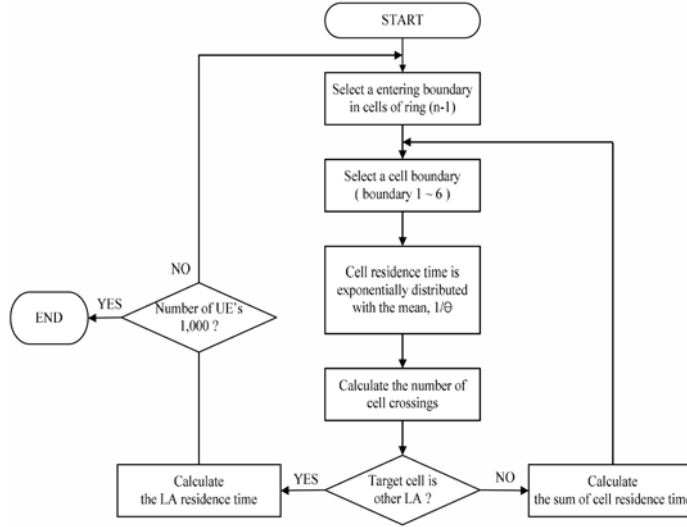 START
Select a entering boundary
in cells of ring (n-1)
Select a cell boundary
( boundary 1 ~ 6 )
Cell residence time is
exponentially distributed
with the mean, 1/θ
Calculate the number of
cell crossings
Target cell is
other LA ?
YES
NO
Calculate
the sum of cell residence time
Calculate
the LA residence time
Number of UE's
1,000 ?
NO
YES
END